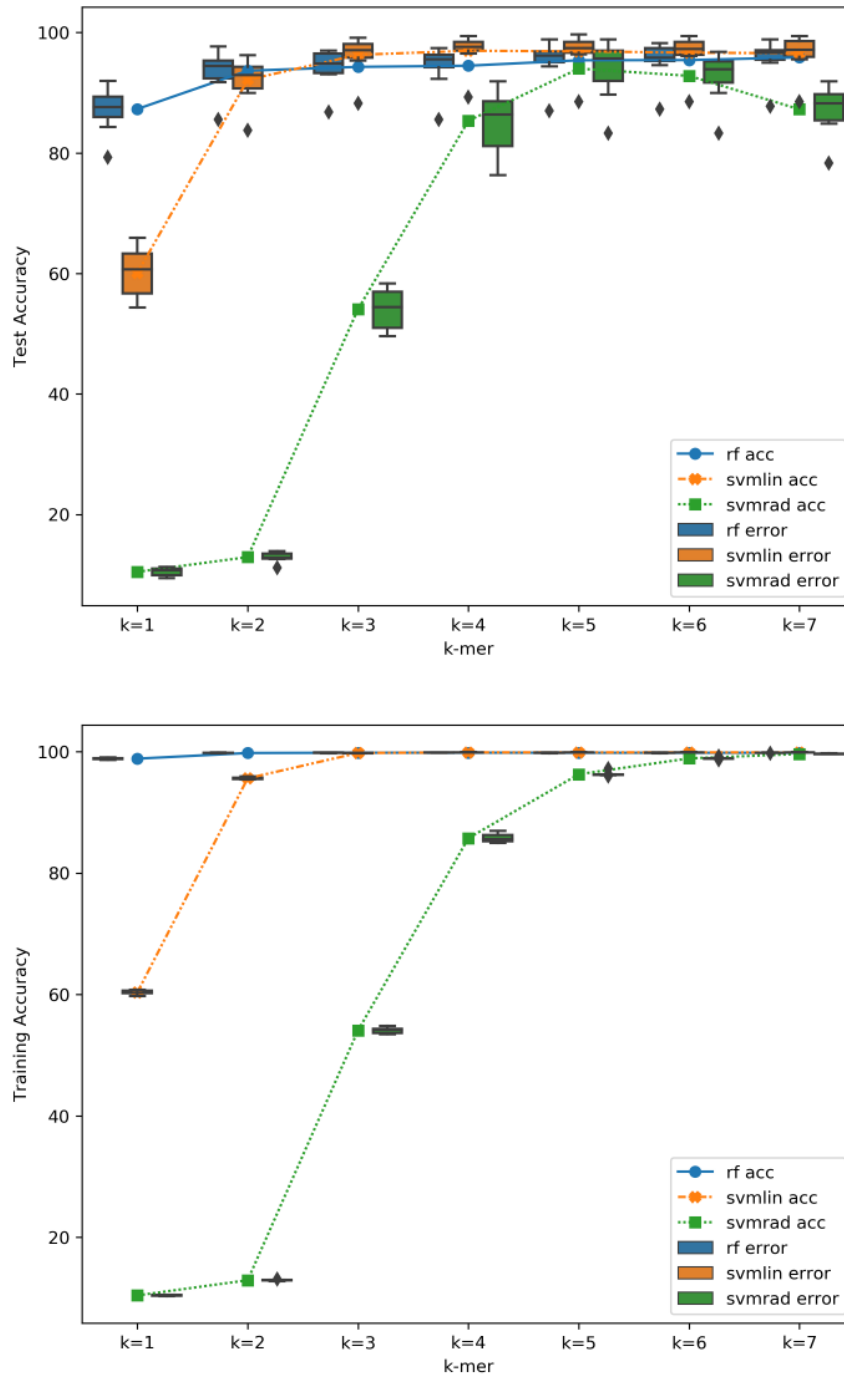 100
80
60
40
20
Test Accuracy
rf acc
svmlin acc
svmrad acc
rf error
svmlin error
svmrad error
k=1 k=2 k=3 k=4 k=5 k=6 k=7
k-mer
100
80
60
40
20
Training Accuracy
rf acc
svmlin acc
svmrad acc
rf error
svmlin error
svmrad error
k=1 k=2 k=3 k=4 k=5 k=6 k=7
k-mer